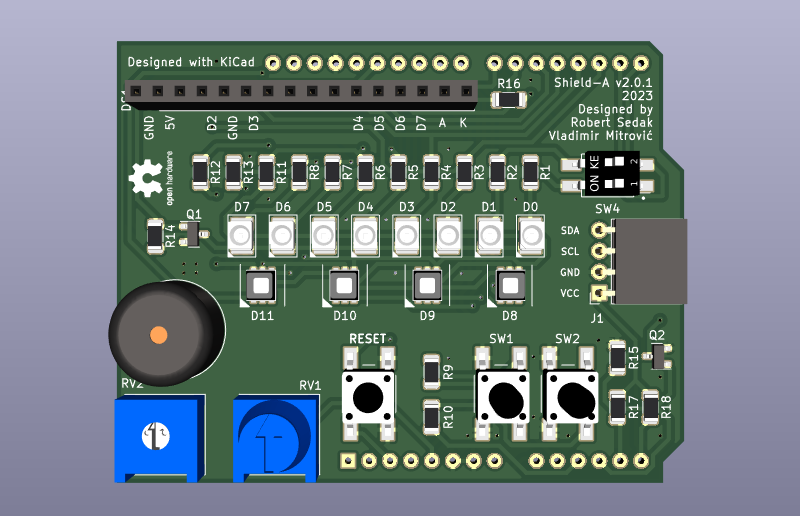 Designed with KiCad
R16
Shield-A v2.0.1
2023
Designed by
Robert Sedak
Vladimir Mitrović
GND
5V
D2
GND
D3
D4
D5
D6
D7
A
K
open hardware
R12
R13
R11
R8
R7
R6
R5
R4
R3
R2
R1
ON KE
2
1
SW4
Q1
R14
D7
D6
D5
D4
D3
D2
D1
D0
SDA
SCL
GND
VCC
J1
D11
D10
D9
D8
RESET
SW1
SW2
Q2
R15
R9
R10
R17
R18
RV2
RV1